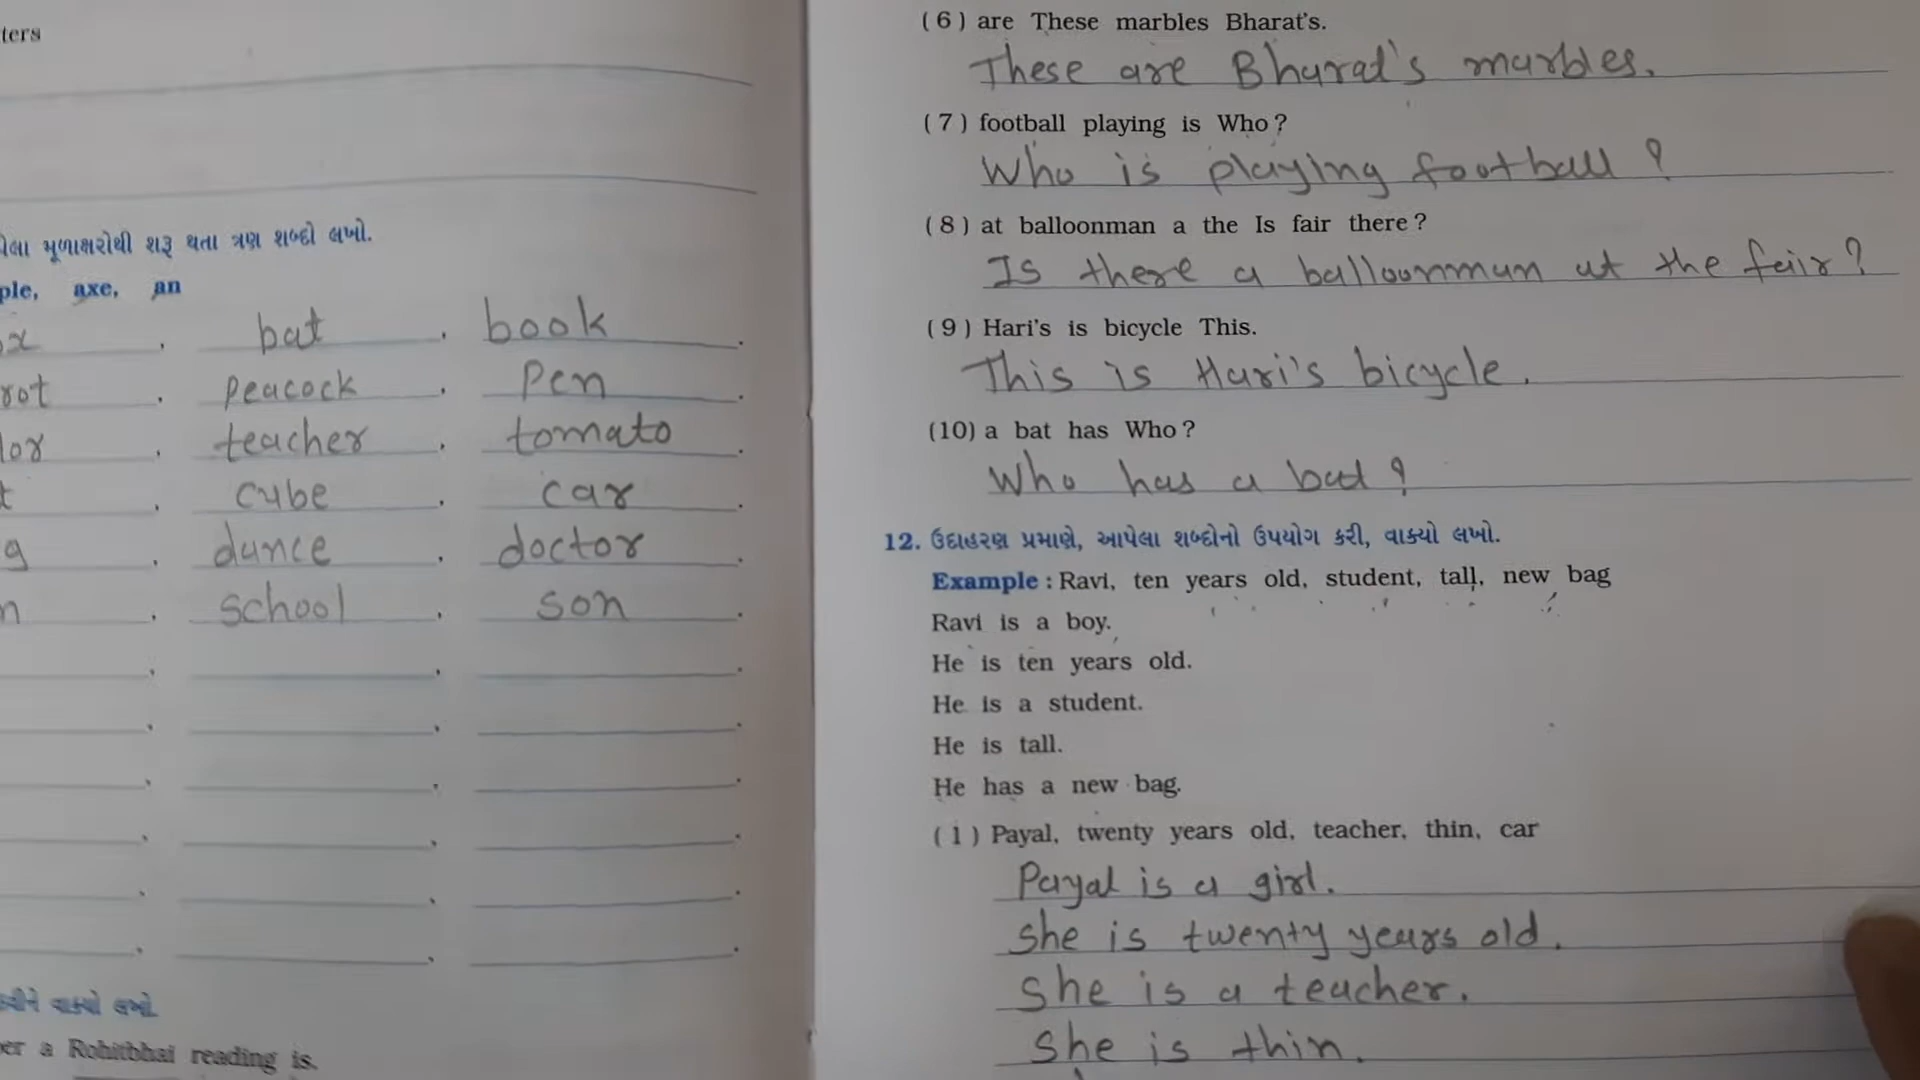 ters
મૂળાક્ષરોથી શરૂ થતા ત્રણ શબ્દો લખો.
ple, axe, an
bat . book .
rot . peacock . pen .
lor . teacher . tomato .
t . cube . car .
g . dance . doctor .
n . school . son .
વાક્યો લખો.
er a Rohitbhai reading is.
(6) are These marbles Bharat's.
These are Bharat's marbles.
(7) football playing is Who?
Who is playing football?
(8) at balloonman a the Is fair there?
Is there a balloonman at the fair?
(9) Hari's is bicycle This.
This is Hari's bicycle.
(10) a bat has Who?
Who has a bat?
12. ઉદાહરણ પ્રમાણે, આપેલા શબ્દોનો ઉપયોગ કરી, વાક્યો લખો.
Example : Ravi, ten years old, student, tall, new bag
Ravi is a boy.
He is ten years old.
He is a student.
He is tall.
He has a new bag.
(1) Payal, twenty years old, teacher, thin, car
Payal is a girl.
She is twenty years old.
She is a teacher.
She is thin.